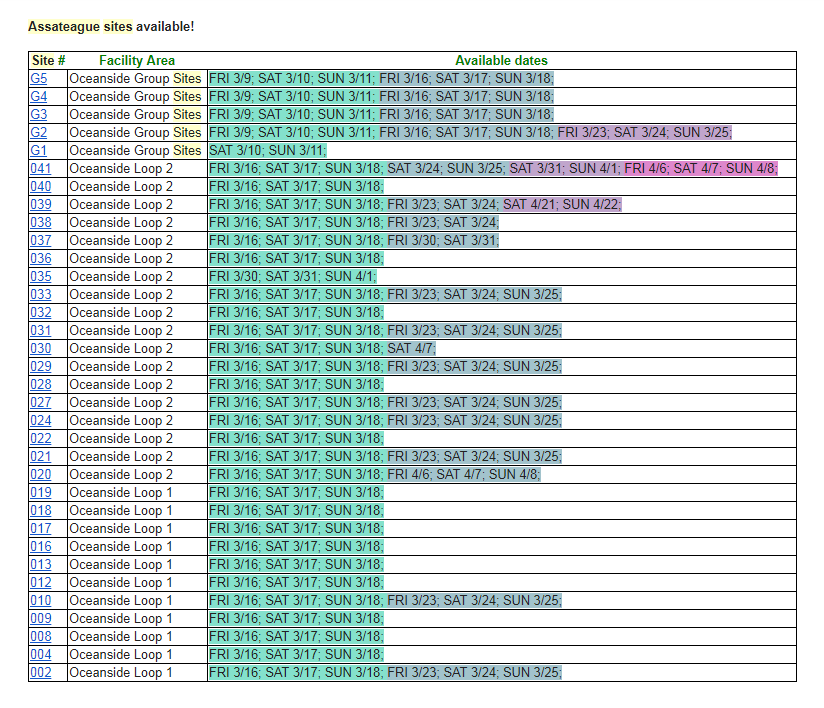 Assateague sites available!
Site # Facility Area Available dates
G5 Oceanside Group Sites FRI 3/9; SAT 3/10; SUN 3/11; FRI 3/16; SAT 3/17; SUN 3/18;
G4 Oceanside Group Sites FRI 3/9; SAT 3/10; SUN 3/11; FRI 3/16; SAT 3/17; SUN 3/18;
G3 Oceanside Group Sites FRI 3/9; SAT 3/10; SUN 3/11; FRI 3/16; SAT 3/17; SUN 3/18;
G2 Oceanside Group Sites FRI 3/9; SAT 3/10; SUN 3/11; FRI 3/16; SAT 3/17; SUN 3/18; FRI 3/23; SAT 3/24; SUN 3/25;
G1 Oceanside Group Sites SAT 3/10; SUN 3/11;
041 Oceanside Loop 2 FRI 3/16; SAT 3/17; SUN 3/18; SAT 3/24; SUN 3/25; SAT 3/31; SUN 4/1; FRI 4/6; SAT 4/7; SUN 4/8;
040 Oceanside Loop 2 FRI 3/16; SAT 3/17; SUN 3/18;
039 Oceanside Loop 2 FRI 3/16; SAT 3/17; SUN 3/18; FRI 3/23; SAT 3/24; SAT 4/21; SUN 4/22;
038 Oceanside Loop 2 FRI 3/16; SAT 3/17; SUN 3/18; FRI 3/23; SAT 3/24;
037 Oceanside Loop 2 FRI 3/16; SAT 3/17; SUN 3/18; FRI 3/30; SAT 3/31;
036 Oceanside Loop 2 FRI 3/16; SAT 3/17; SUN 3/18;
035 Oceanside Loop 2 FRI 3/30; SAT 3/31; SUN 4/1;
033 Oceanside Loop 2 FRI 3/16; SAT 3/17; SUN 3/18; FRI 3/23; SAT 3/24; SUN 3/25;
032 Oceanside Loop 2 FRI 3/16; SAT 3/17; SUN 3/18;
031 Oceanside Loop 2 FRI 3/16; SAT 3/17; SUN 3/18; FRI 3/23; SAT 3/24; SUN 3/25;
030 Oceanside Loop 2 FRI 3/16; SAT 3/17; SUN 3/18; SAT 4/7;
029 Oceanside Loop 2 FRI 3/16; SAT 3/17; SUN 3/18; FRI 3/23; SAT 3/24; SUN 3/25;
028 Oceanside Loop 2 FRI 3/16; SAT 3/17; SUN 3/18;
027 Oceanside Loop 2 FRI 3/16; SAT 3/17; SUN 3/18; FRI 3/23; SAT 3/24; SUN 3/25;
024 Oceanside Loop 2 FRI 3/16; SAT 3/17; SUN 3/18; FRI 3/23; SAT 3/24; SUN 3/25;
022 Oceanside Loop 2 FRI 3/16; SAT 3/17; SUN 3/18;
021 Oceanside Loop 2 FRI 3/16; SAT 3/17; SUN 3/18; FRI 3/23; SAT 3/24; SUN 3/25;
020 Oceanside Loop 2 FRI 3/16; SAT 3/17; SUN 3/18; FRI 4/6; SAT 4/7; SUN 4/8;
019 Oceanside Loop 1 FRI 3/16; SAT 3/17; SUN 3/18;
018 Oceanside Loop 1 FRI 3/16; SAT 3/17; SUN 3/18;
017 Oceanside Loop 1 FRI 3/16; SAT 3/17; SUN 3/18;
016 Oceanside Loop 1 FRI 3/16; SAT 3/17; SUN 3/18;
013 Oceanside Loop 1 FRI 3/16; SAT 3/17; SUN 3/18;
012 Oceanside Loop 1 FRI 3/16; SAT 3/17; SUN 3/18;
010 Oceanside Loop 1 FRI 3/16; SAT 3/17; SUN 3/18; FRI 3/23; SAT 3/24; SUN 3/25;
009 Oceanside Loop 1 FRI 3/16; SAT 3/17; SUN 3/18;
008 Oceanside Loop 1 FRI 3/16; SAT 3/17; SUN 3/18;
004 Oceanside Loop 1 FRI 3/16; SAT 3/17; SUN 3/18;
002 Oceanside Loop 1 FRI 3/16; SAT 3/17; SUN 3/18; FRI 3/23; SAT 3/24; SUN 3/25;